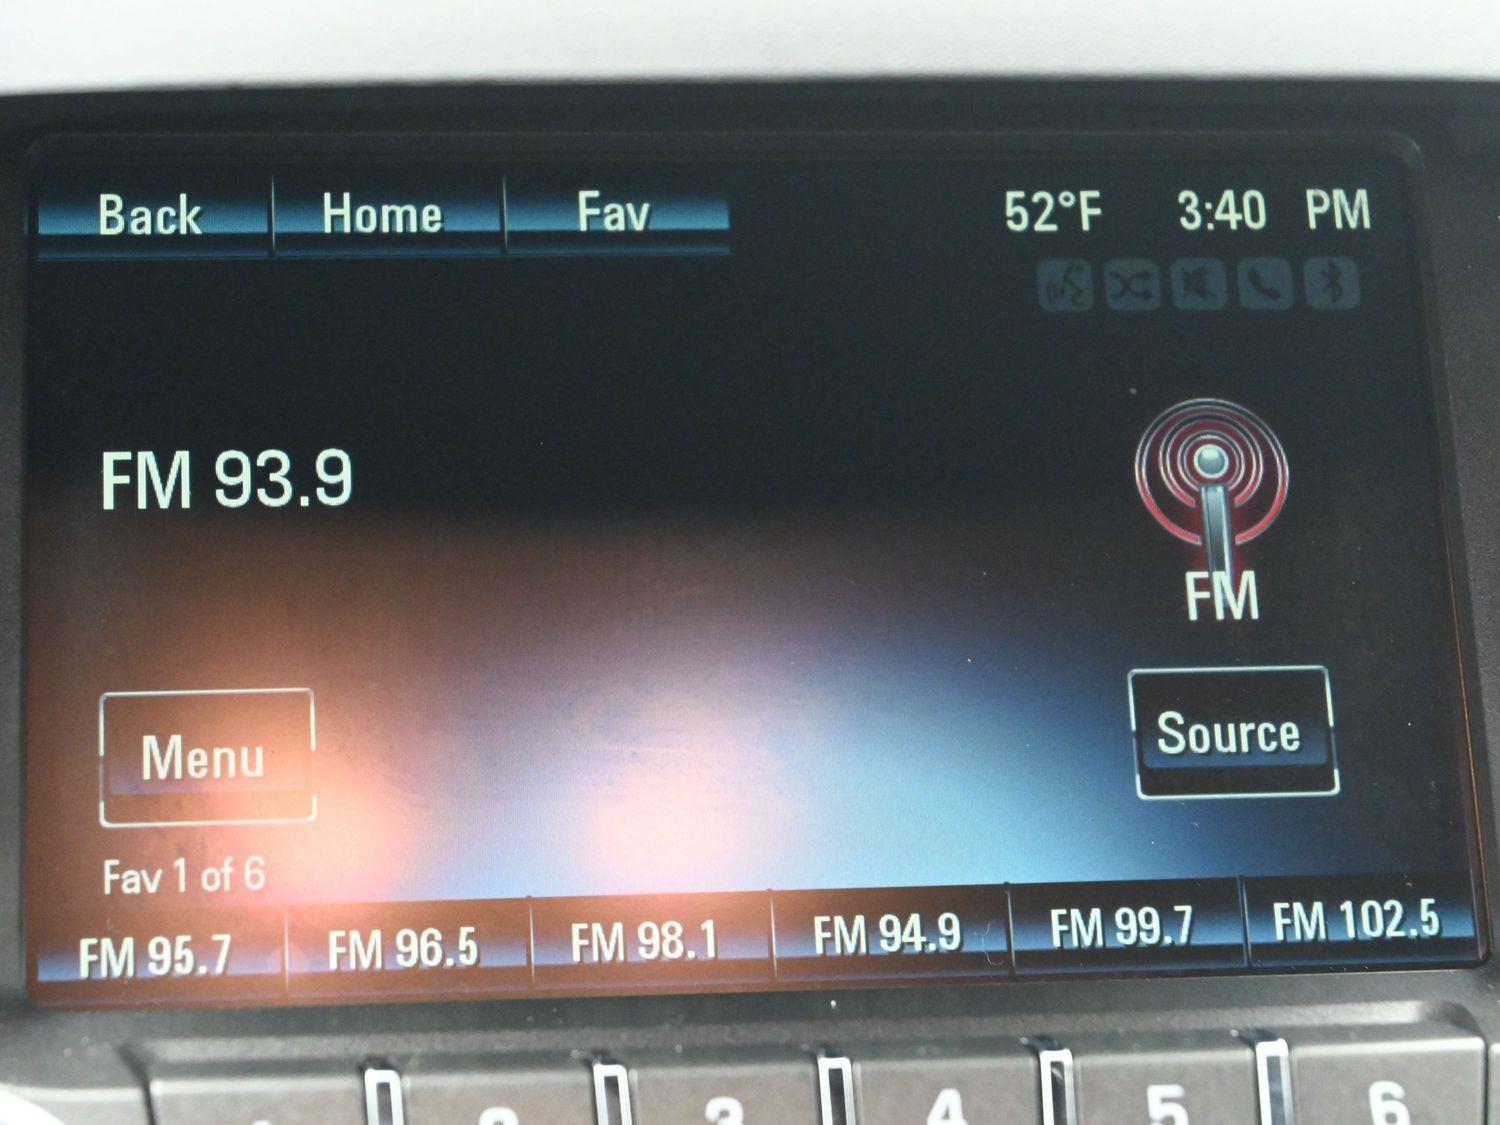 Back Home Fav 52°F 3:40 PM
FM 93.9
FM
Menu Source
Fav 1 of 6
FM 95.7 FM 96.5 FM 98.1 FM 94.9 FM 99.7 FM 102.5
2 3 4 5 6